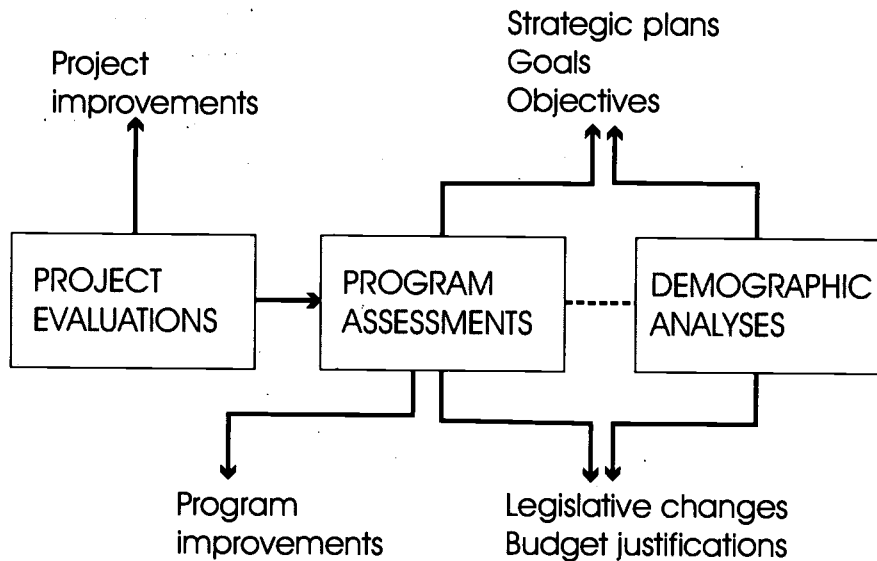 Strategic plans
Goals
Objectives
Project
improvements
PROJECT
EVALUATIONS
PROGRAM
ASSESSMENTS
DEMOGRAPHIC
ANALYSES
Program
improvements
Legislative changes
Budget justifications